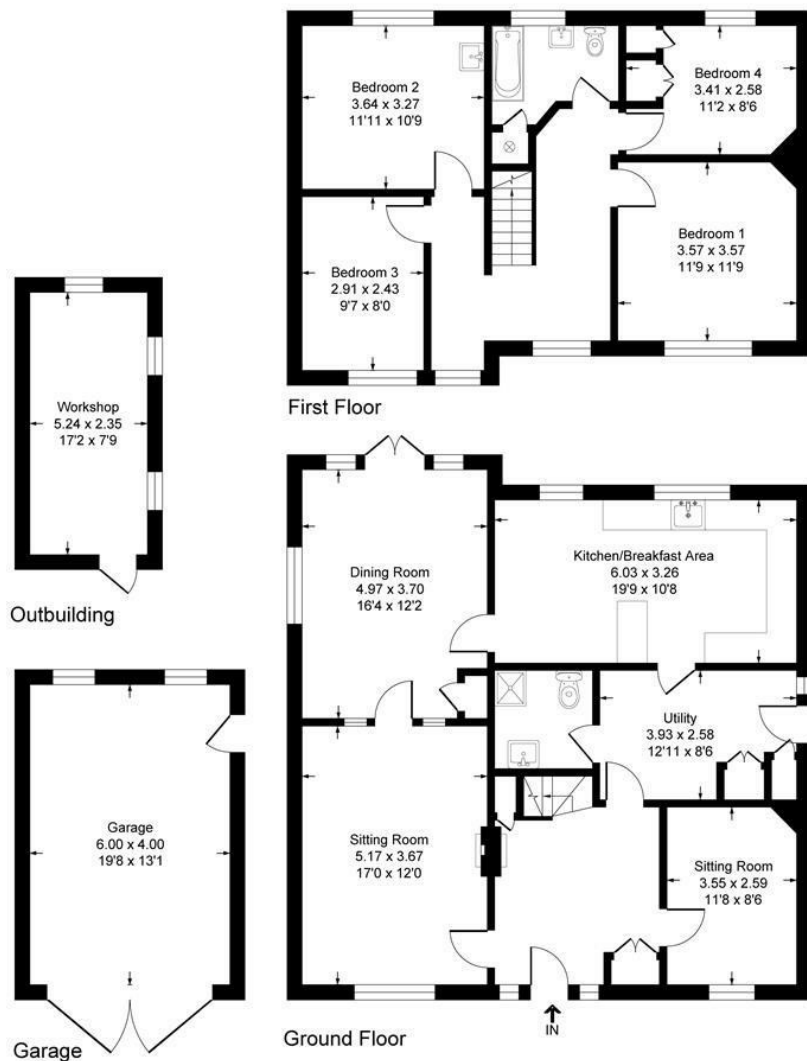 Bedroom 2
3.64 x 3.27
11'11 x 10'9
Bedroom 4
3.41 x 2.58
11'2 x 8'6
Bedroom 1
3.57 x 3.57
11'9 x 11'9
Bedroom 3
2.91 x 2.43
9'7 x 8'0
First Floor
Workshop
5.24 x 2.35
17'2 x 7'9
Outbuilding
Dining Room
4.97 x 3.70
16'4 x 12'2
Kitchen/Breakfast Area
6.03 x 3.26
19'9 x 10'8
Utility
3.93 x 2.58
12'11 x 8'6
Garage
6.00 x 4.00
19'8 x 13'1
Sitting Room
5.17 x 3.67
17'0 x 12'0
Sitting Room
3.55 x 2.59
11'8 x 8'6
IN
Garage
Ground Floor